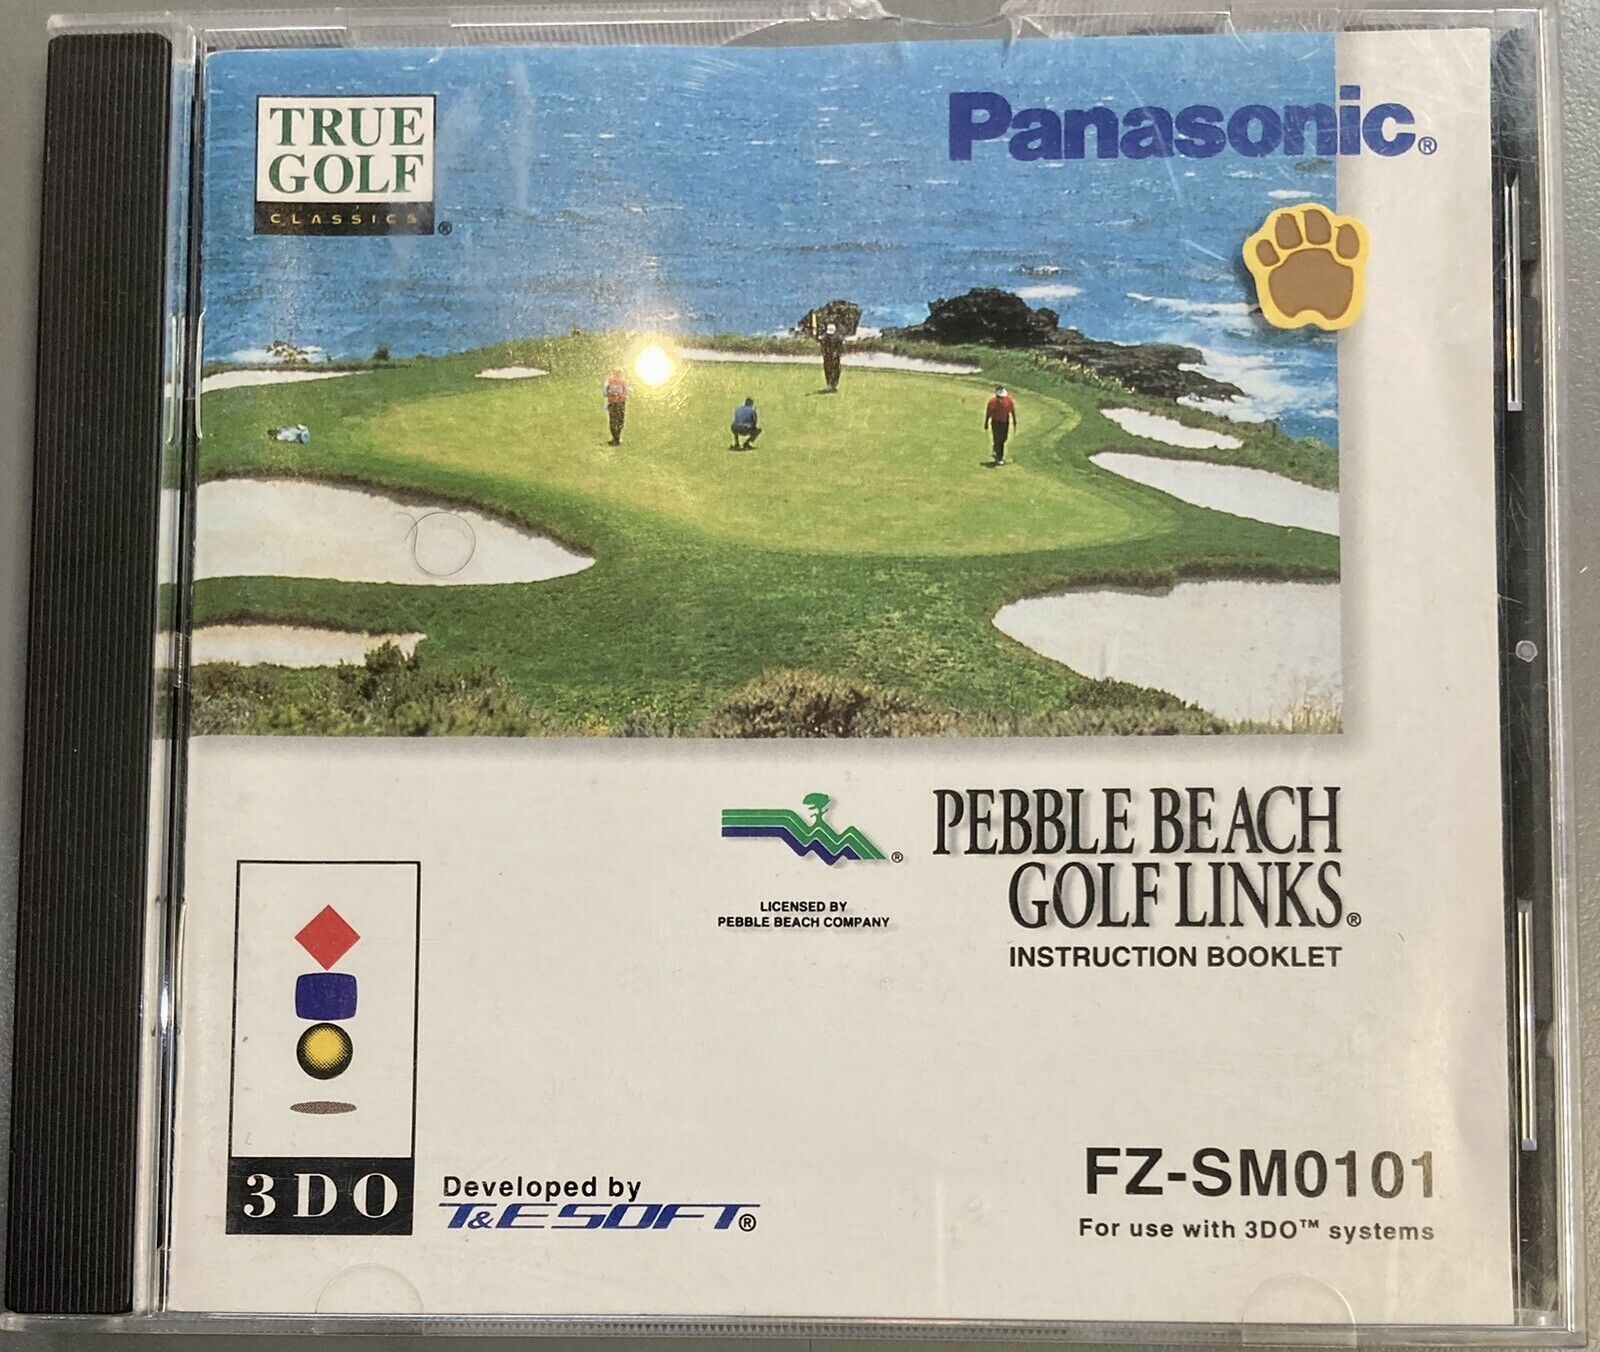 TRUE
GOLF
CLASSICS®
Panasonic®
®
LICENSED BY
PEBBLE BEACH COMPANY
PEBBLE BEACH
GOLF LINKS®
INSTRUCTION BOOKLET
3DO
Developed by
T&E SOFT®
FZ-SM0101
For use with 3DO™ systems